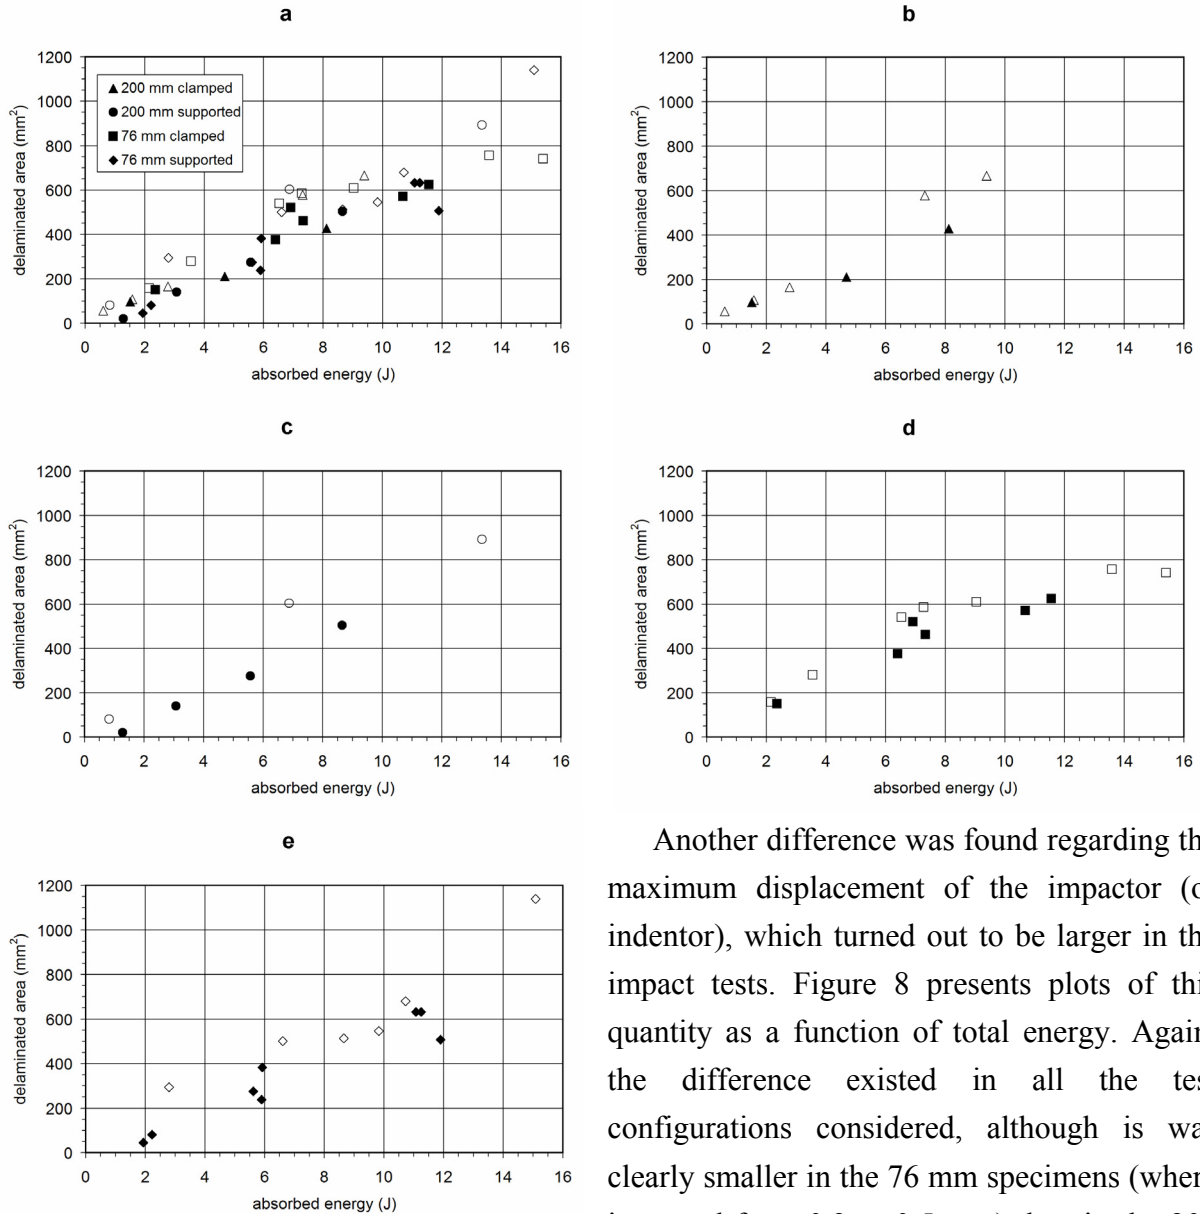 a
1200
1000
800
600
400
200
0
delaminated area (mm²)
200 mm clamped
200 mm supported
76 mm clamped
76 mm supported
0 2 4 6 8 10 12 14 16
absorbed energy (J)
b
1200
1000
800
600
400
200
0
delaminated area (mm²)
0 2 4 6 8 10 12 14 16
absorbed energy (J)
c
1200
1000
800
600
400
200
0
delaminated area (mm²)
0 2 4 6 8 10 12 14 16
absorbed energy (J)
d
1200
1000
800
600
400
200
0
delaminated area (mm²)
0 2 4 6 8 10 12 14 16
absorbed energy (J)
e
1200
1000
800
600
400
200
0
delaminated area (mm²)
0 2 4 6 8 10 12 14 16
absorbed energy (J)
Another difference was found regarding th
maximum displacement of the impactor (o
indentor), which turned out to be larger in th
impact tests. Figure 8 presents plots of thi
quantity as a function of total energy. Again
the difference existed in all the tes
configurations considered, although is wa
clearly smaller in the 76 mm specimens (wher